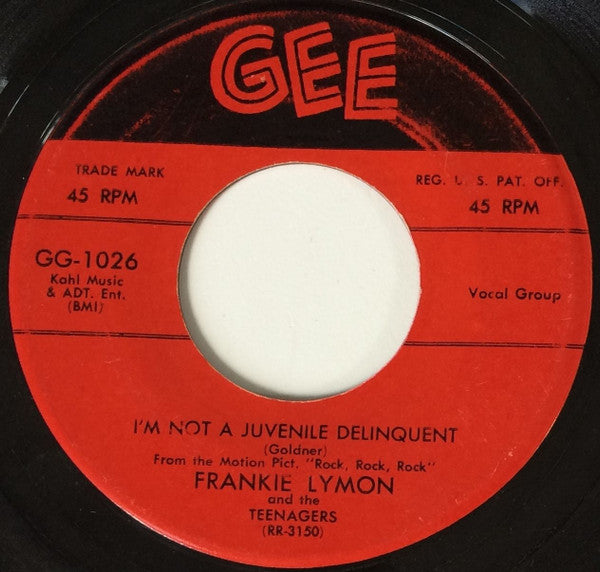 GEE
TRADE MARK
REG. U. S. PAT. OFF.
45 RPM
45 RPM
GG-1026
Kahl Music
& ADT. Ent.
(BMI)
Vocal Group
I'M NOT A JUVENILE DELINQUENT
(Goldner)
From the Motion Pict. "Rock, Rock, Rock"
FRANKIE LYMON
and the
TEENAGERS
(RR-3150)